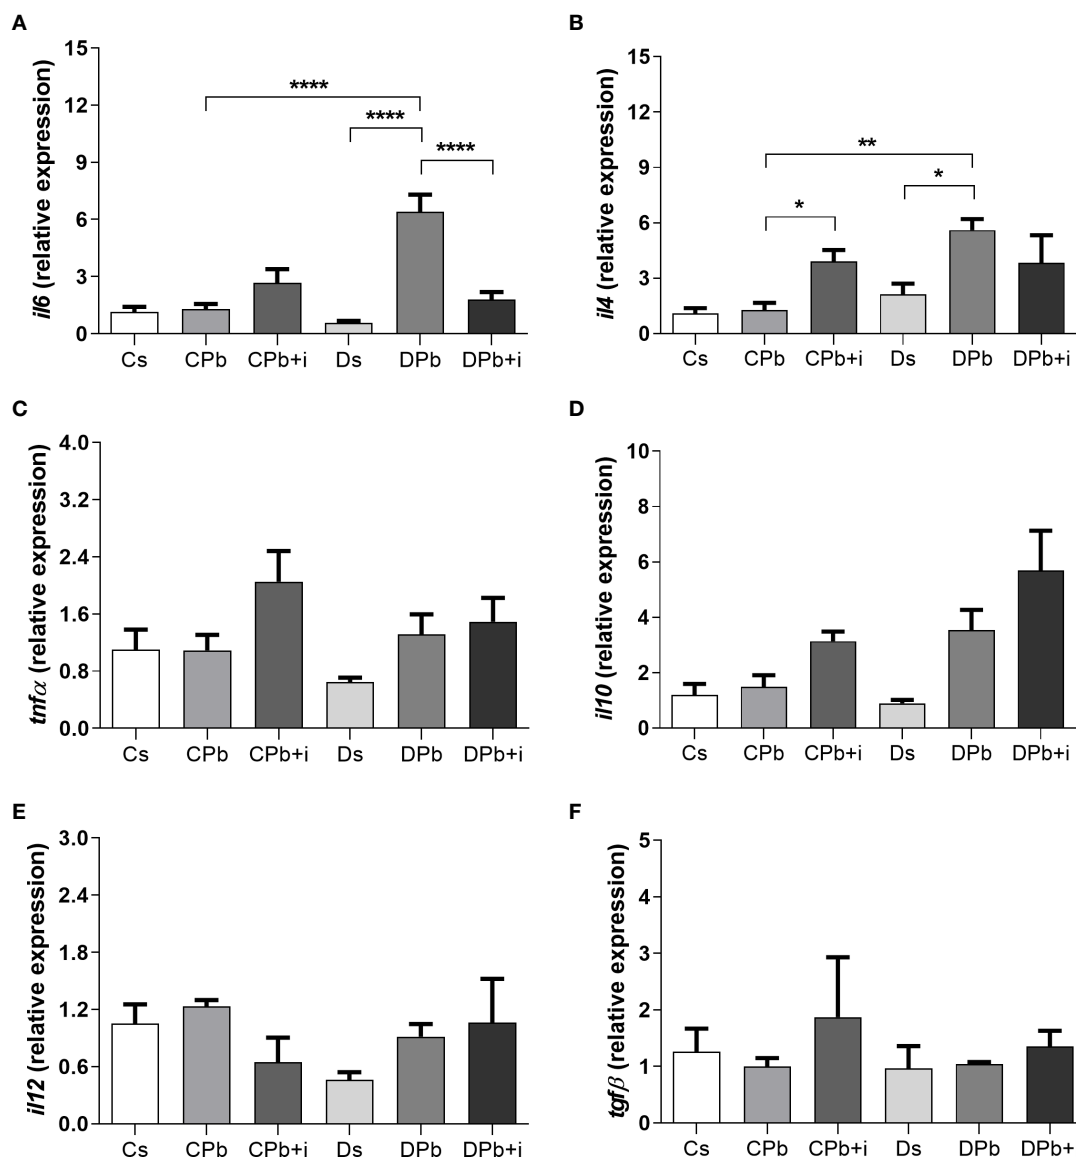 A
il6 (relative expression)
15
12
9
6
3
0
****
****
****
Cs CPb CPb+i Ds DPb DPb+i
B
il4 (relative expression)
15
12
9
6
3
0
**
*
*
Cs CPb CPb+i Ds DPb DPb+i
C
tnfα (relative expression)
4.0
3.2
2.4
1.6
0.8
0.0
Cs CPb CPb+i Ds DPb DPb+i
D
il10 (relative expression)
10
8
6
4
2
0
Cs CPb CPb+i Ds DPb DPb+i
E
il12 (relative expression)
3.0
2.4
1.8
1.2
0.6
0.0
Cs CPb CPb+i Ds DPb DPb+i
F
tgfβ (relative expression)
5
4
3
2
1
0
Cs CPb CPb+i Ds DPb DPb+